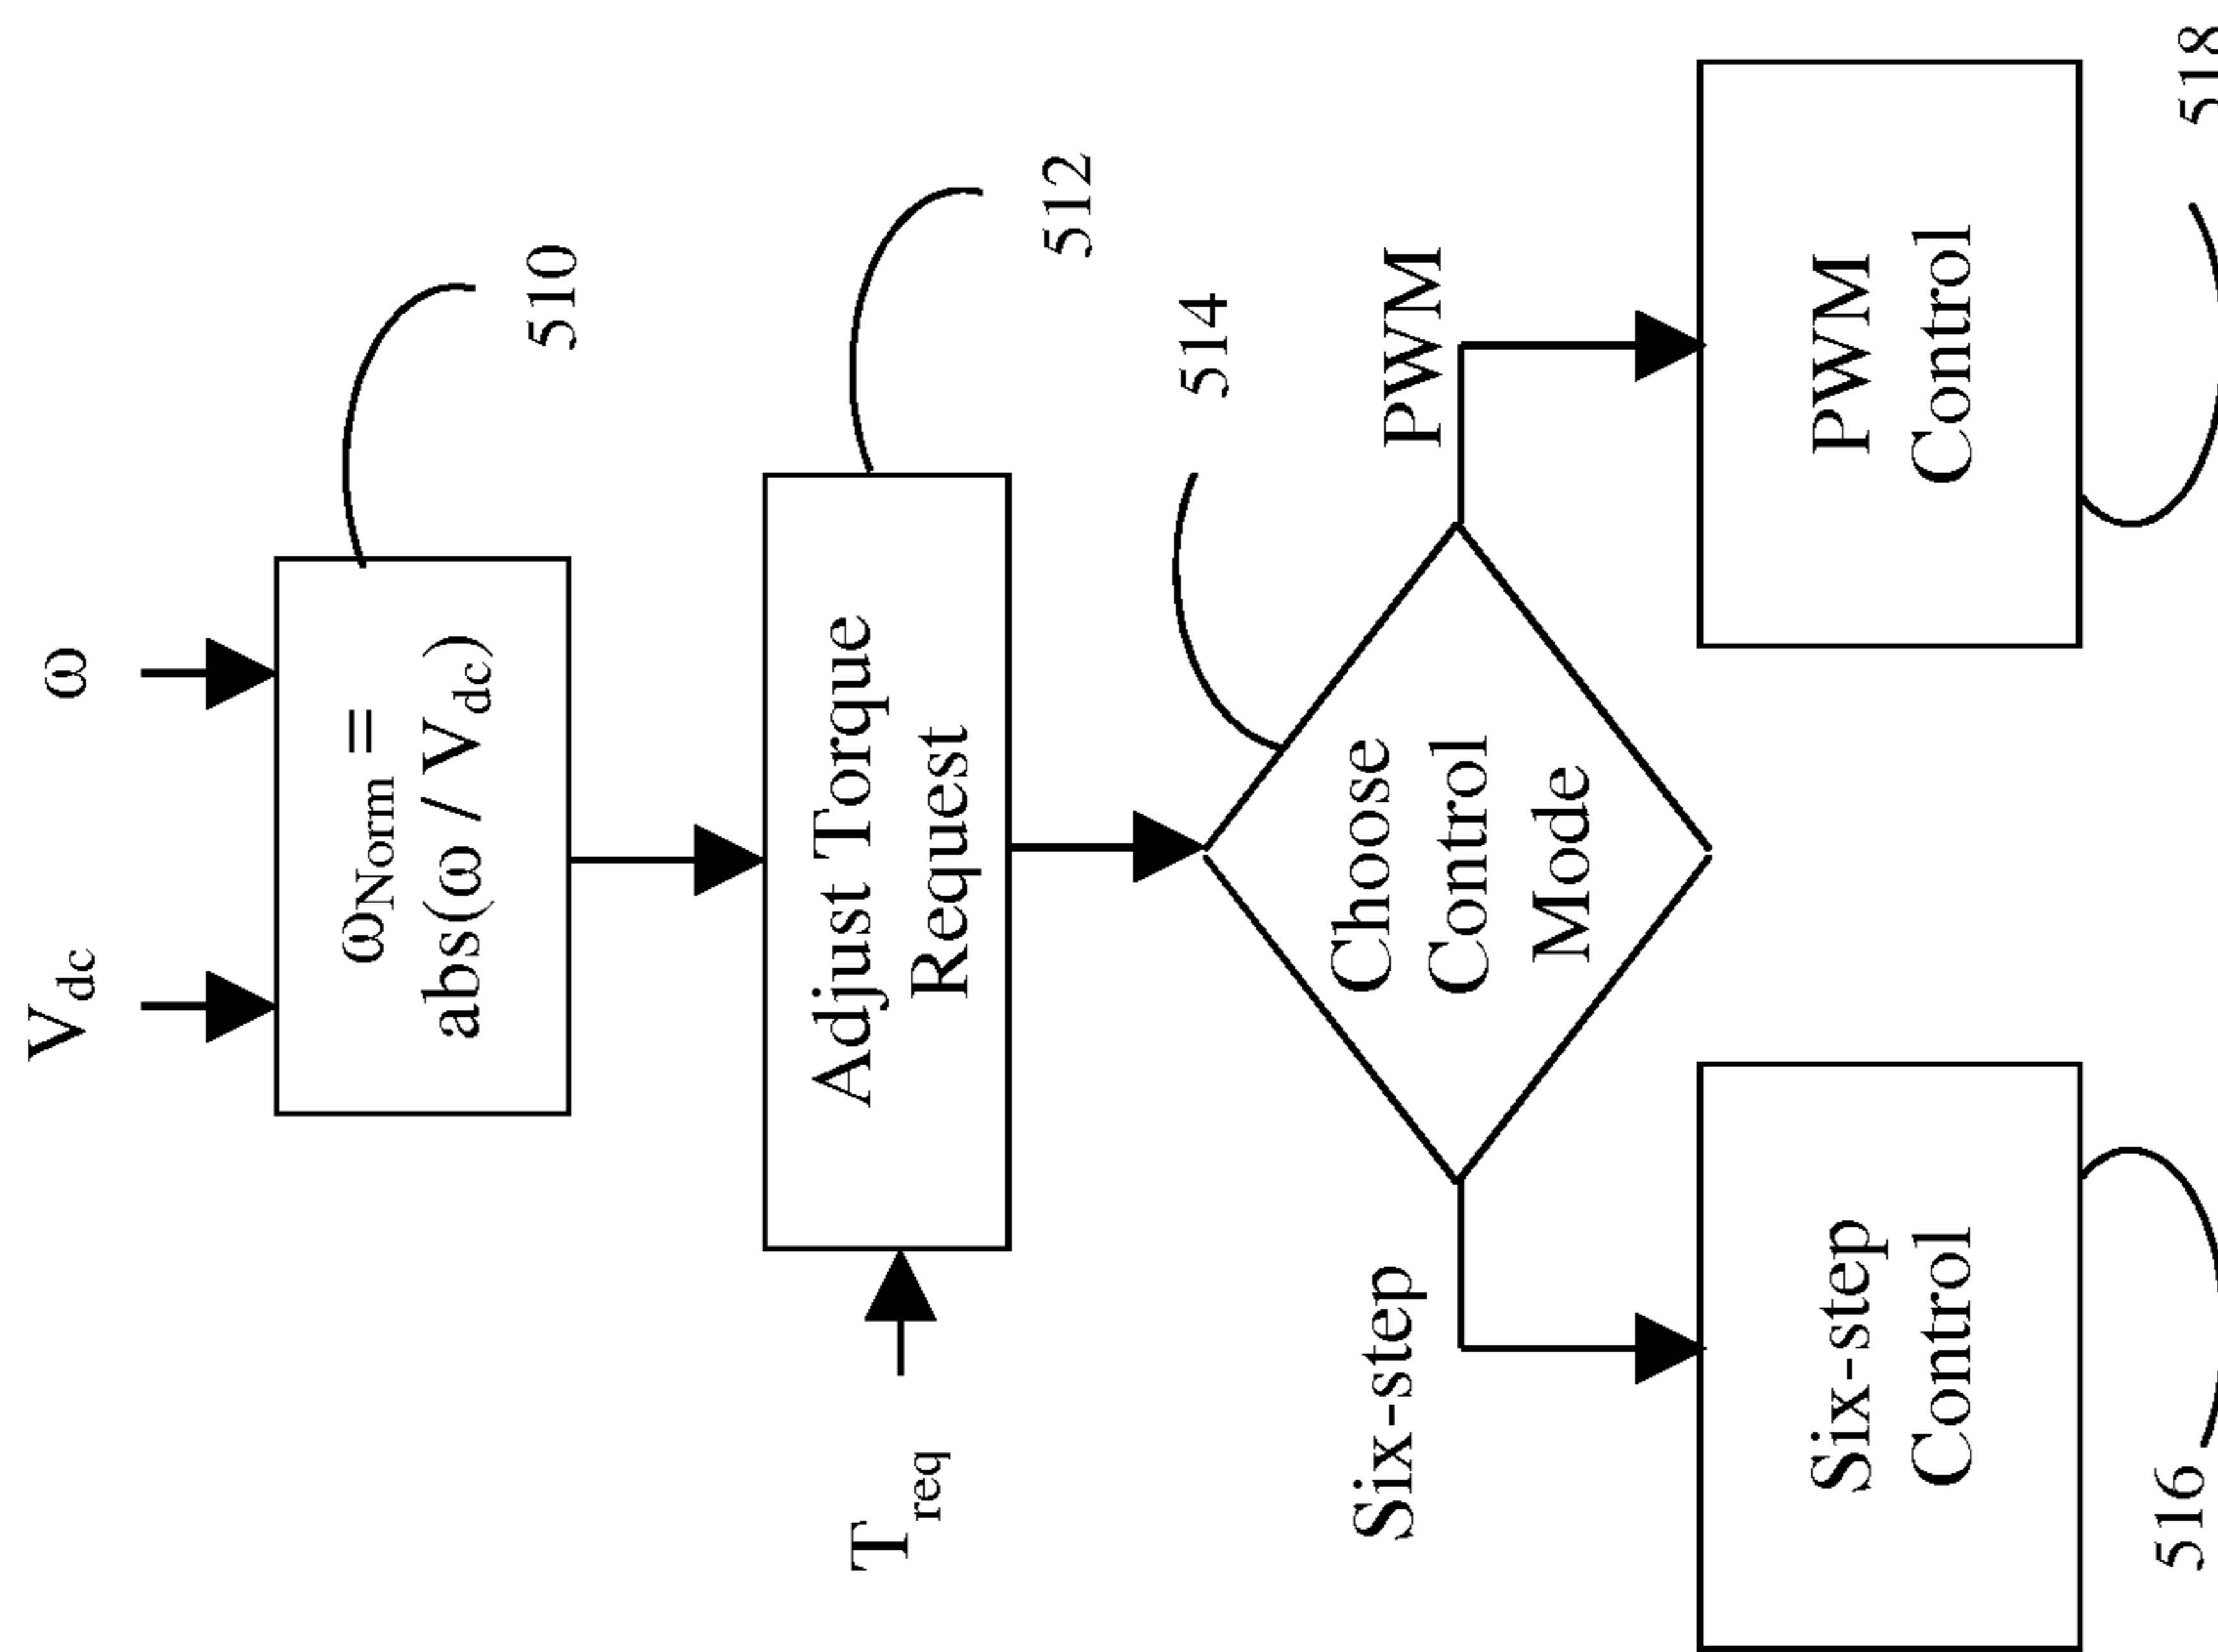 V_dc
ω
ω_Norm =
abs(ω / V_dc)
510
T_req
Adjust Torque
Request
512
514
Choose
Control
Mode
Six-step
PWM
Six-step
Control
PWM
Control
516
518